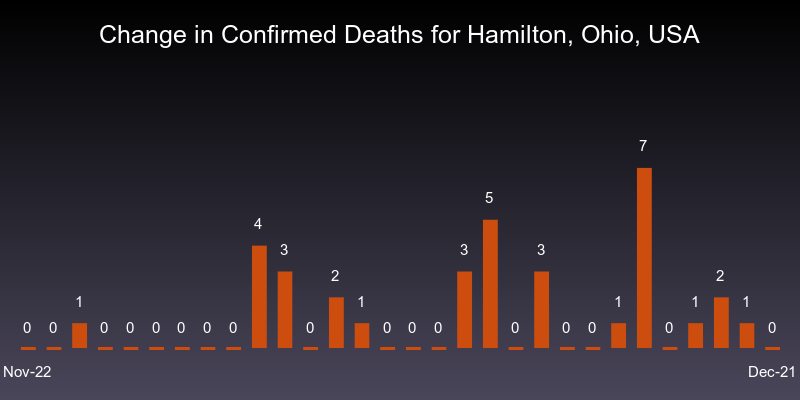 Change in Confirmed Deaths for Hamilton, Ohio, USA
7
5
4
3 3 3
2 2
1 1 1 1 1
0 0 0 0 0 0 0 0 0 0 0 0 0 0 0 0 0
Nov-22 Dec-21